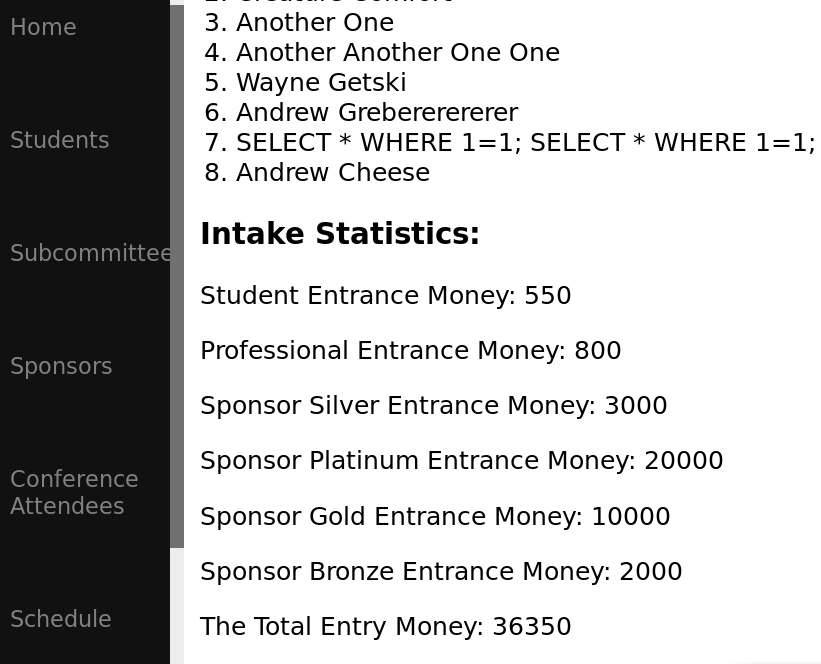 Home
Students
Subcommittee
Sponsors
Conference
Attendees
Schedule
3. Another One
4. Another Another One One
5. Wayne Getski
6. Andrew Grebererererer
7. SELECT * WHERE 1=1; SELECT * WHERE 1=1;
8. Andrew Cheese
Intake Statistics:
Student Entrance Money: 550
Professional Entrance Money: 800
Sponsor Silver Entrance Money: 3000
Sponsor Platinum Entrance Money: 20000
Sponsor Gold Entrance Money: 10000
Sponsor Bronze Entrance Money: 2000
The Total Entry Money: 36350